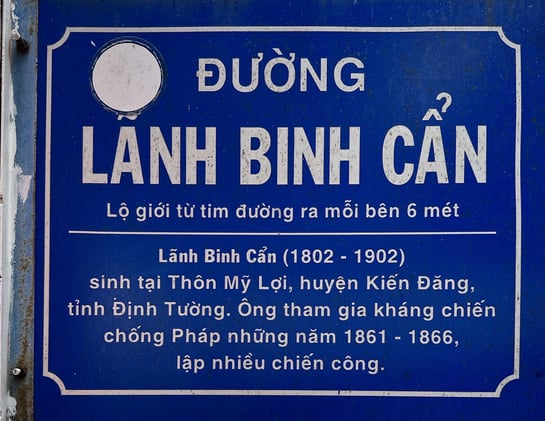 ĐƯỜNG
LÃNH BINH CẨN
Lộ giới từ tim đường ra mỗi bên 6 mét
Lãnh Binh Cẩn (1802 - 1902)
sinh tại Thôn Mỹ Lợi, huyện Kiến Đăng,
tỉnh Định Tường. Ông tham gia kháng chiến
chống Pháp những năm 1861 - 1866,
lập nhiều chiến công.